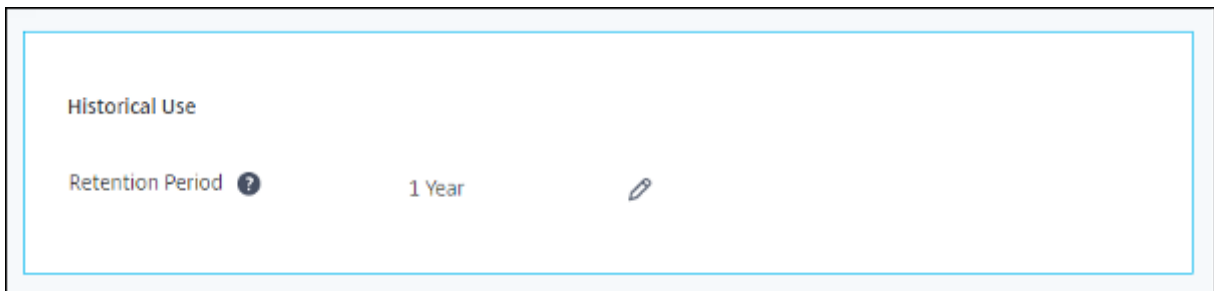 Historical Use
Retention Period ?
1 Year